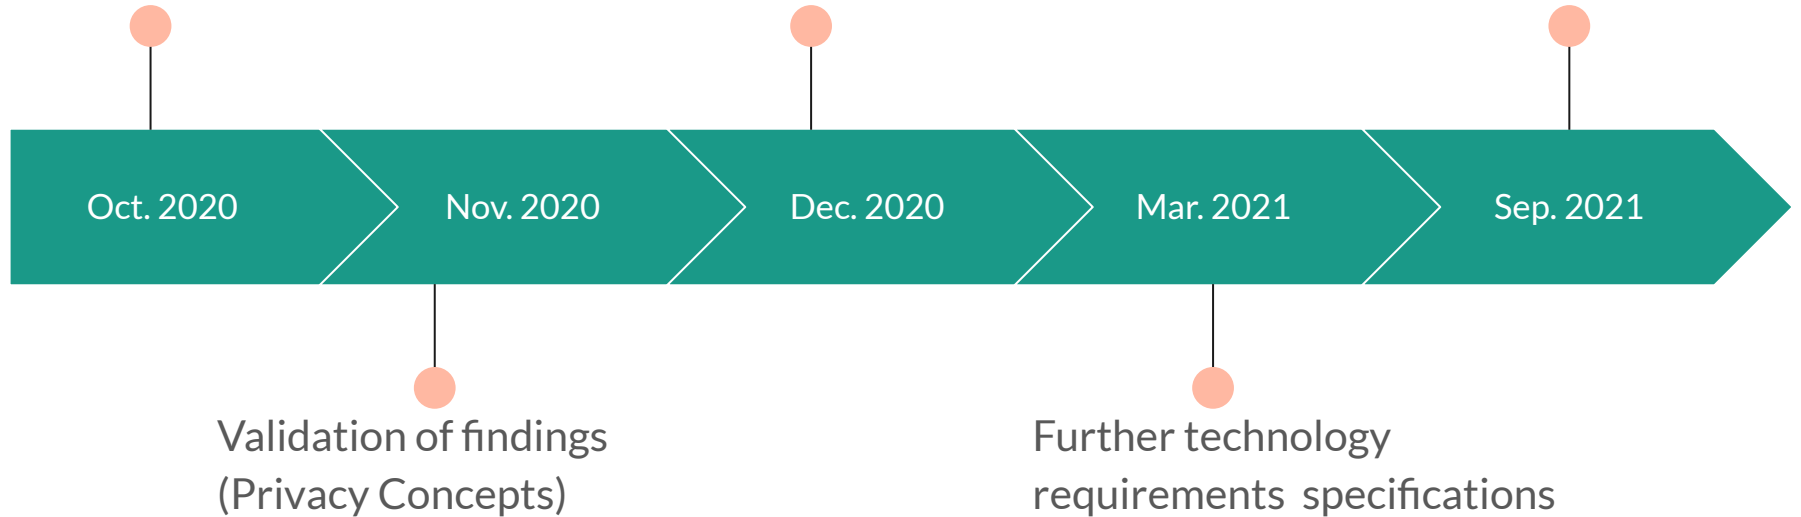 Oct. 2020
Nov. 2020
Dec. 2020
Mar. 2021
Sep. 2021
Validation of findings
(Privacy Concepts)
Further technology
requirements  specifications